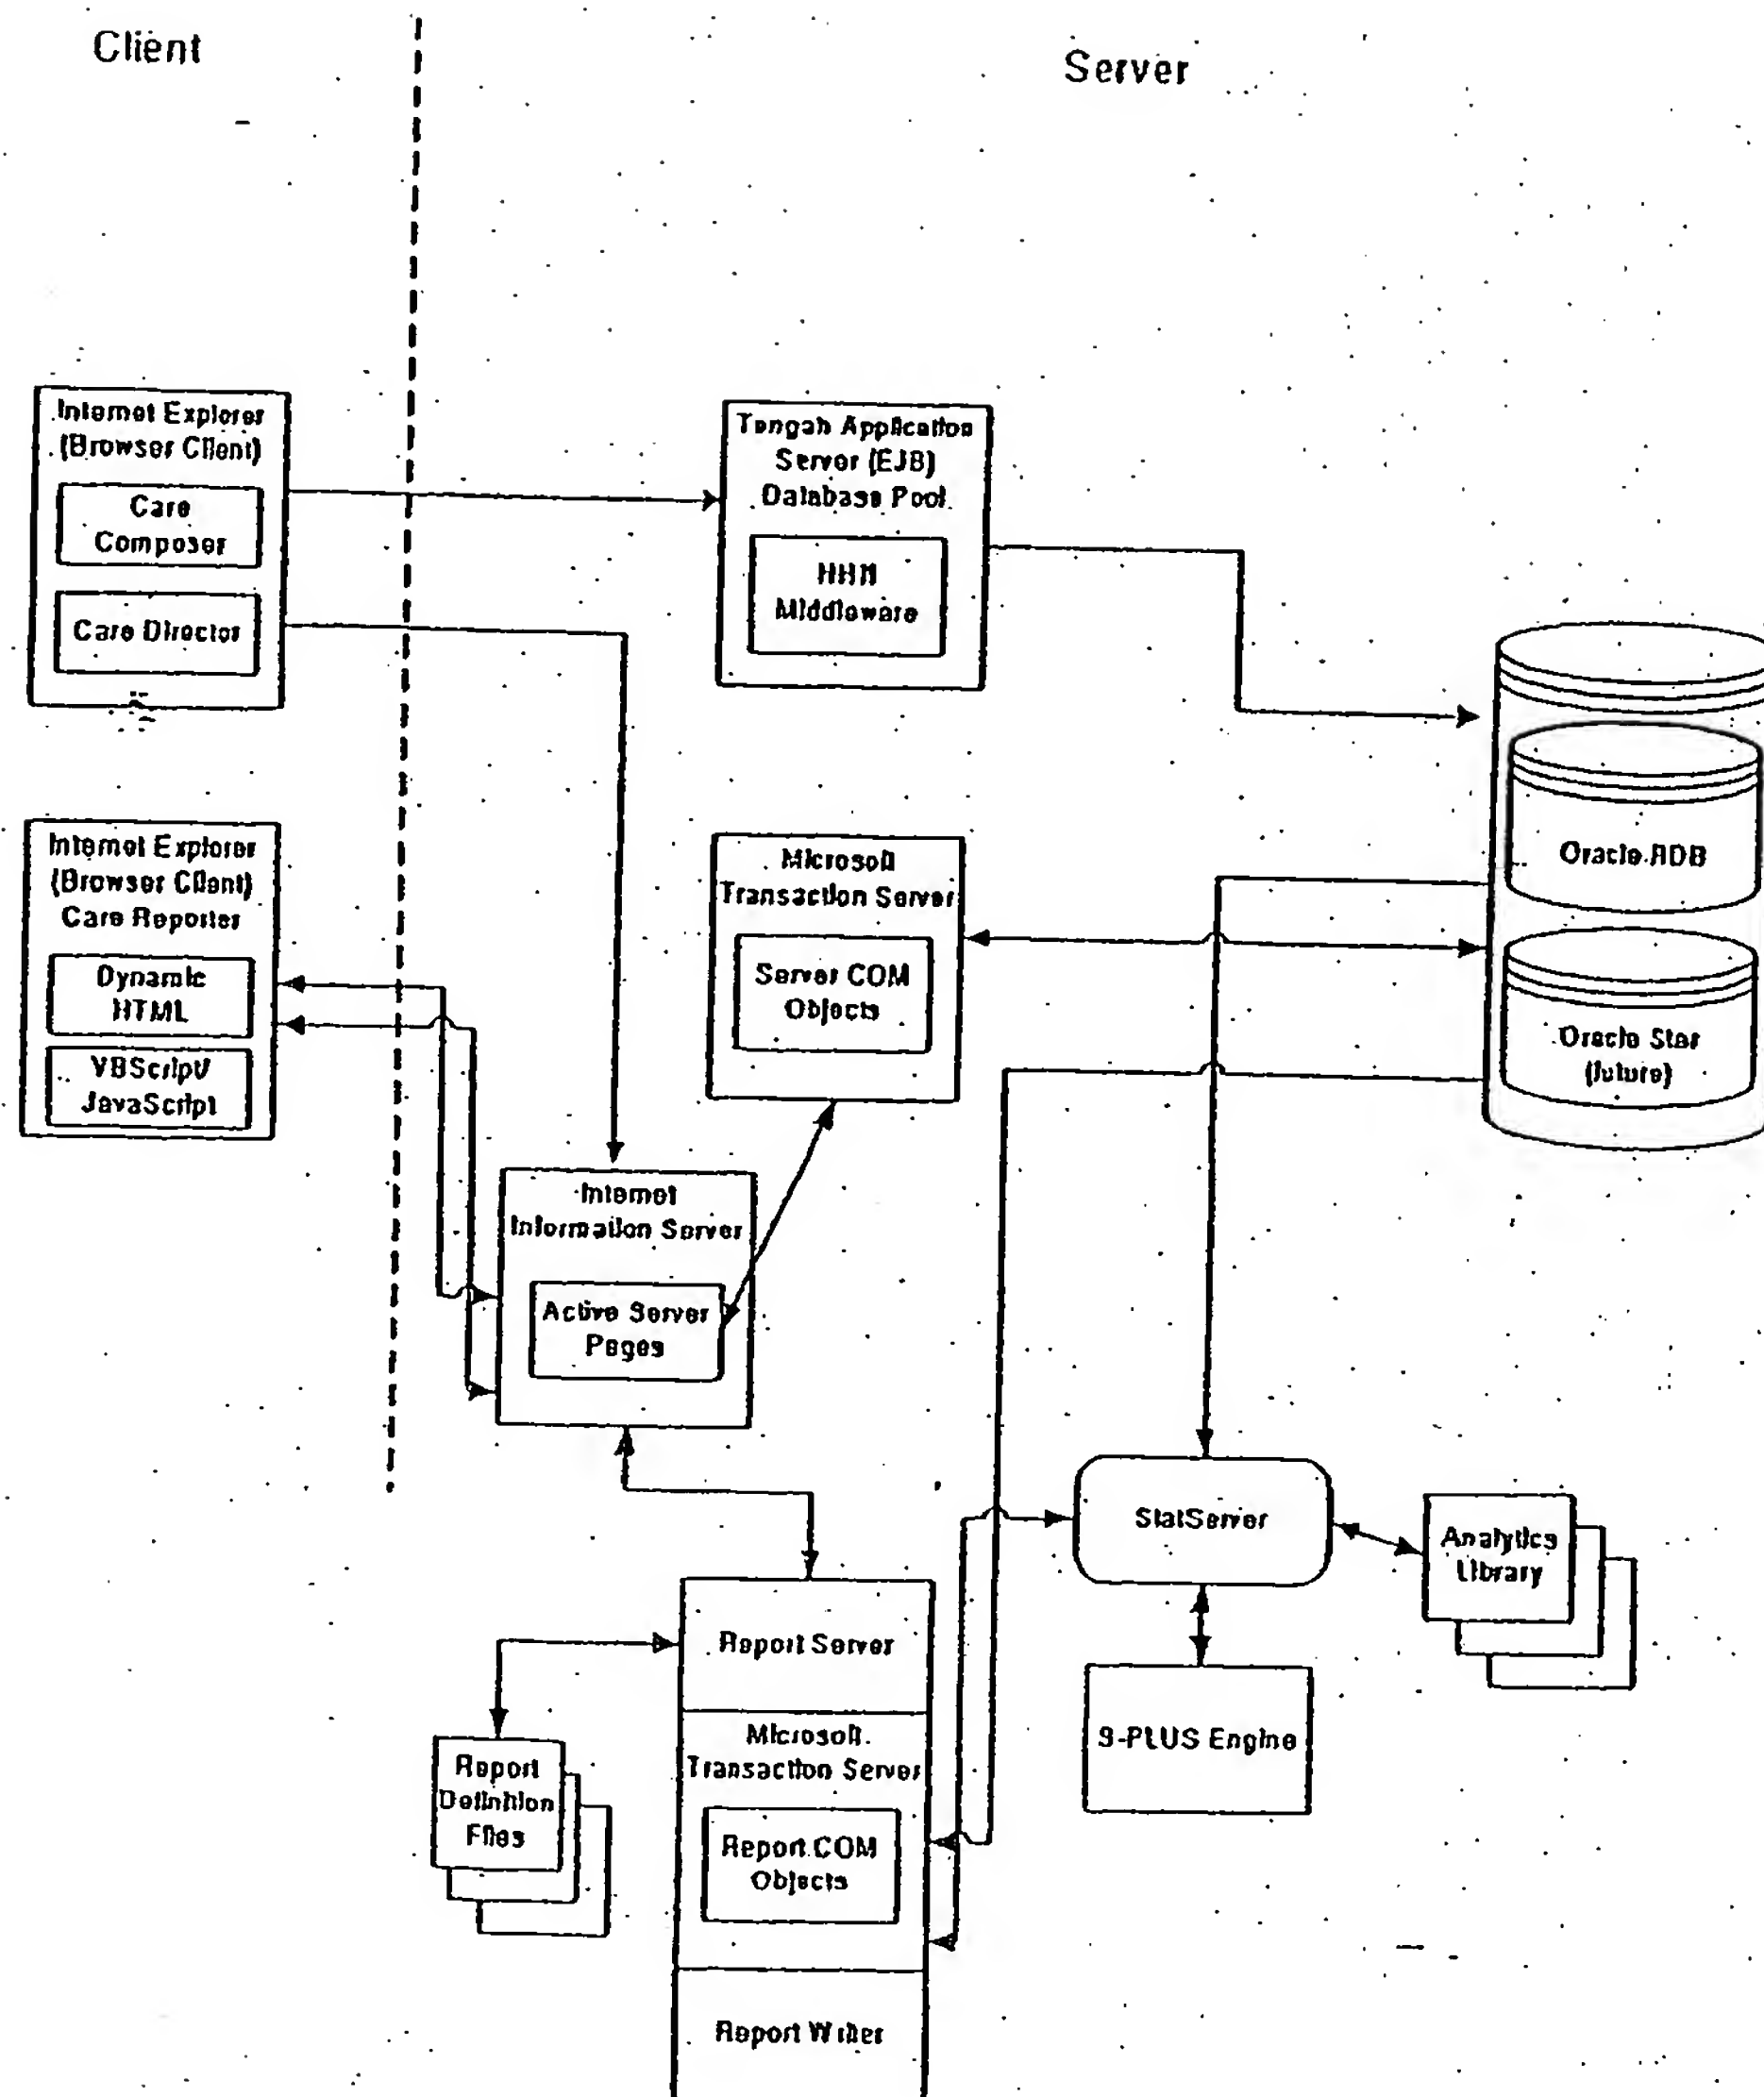 Client
Server
Internet Explorer
(Browser Client)
Care
Composer
Care Director
Tengah Application
Server (EJB)
Database Pool
HHN
Middleware
Internet Explorer
(Browser Client)
Care Reporter
Dynamic
HTML
VBScript/
JavaScript
Microsoft
Transaction Server
Server COM
Objects
Oracle RDB
Oracle Star
(future)
Internet
Information Server
Active Server
Pages
StatServer
Analytics
Library
S-PLUS Engine
Report Server
Microsoft
Transaction Server
Report COM
Objects
Report Writer
Report
Definition
Files